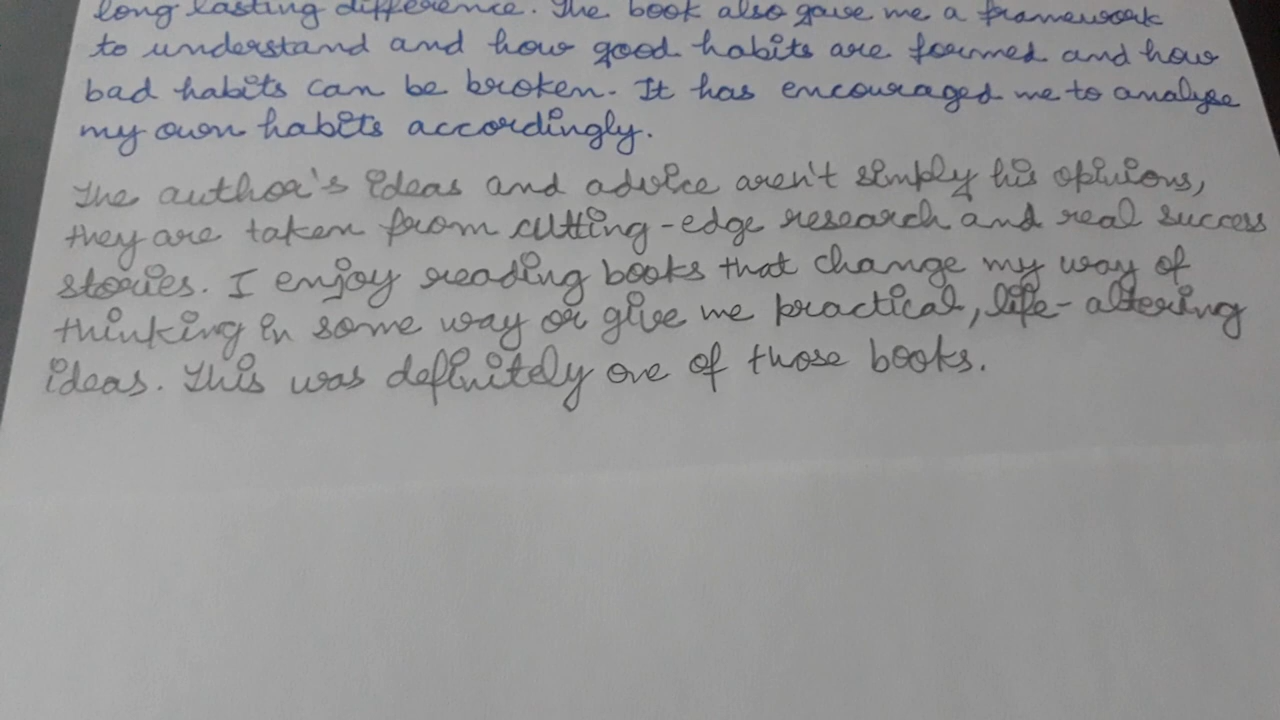 long lasting difference. The book also gave me a framework
to understand and how good habits are formed and how
bad habits can be broken. It has encouraged me to analyse
my own habits accordingly.
The author's ideas and advice aren't simply his opinions,
they are taken from cutting-edge research and real success
stories. I enjoy reading books that change my way of
thinking in some way or give me practical, life-altering
ideas. This was definitely one of those books.